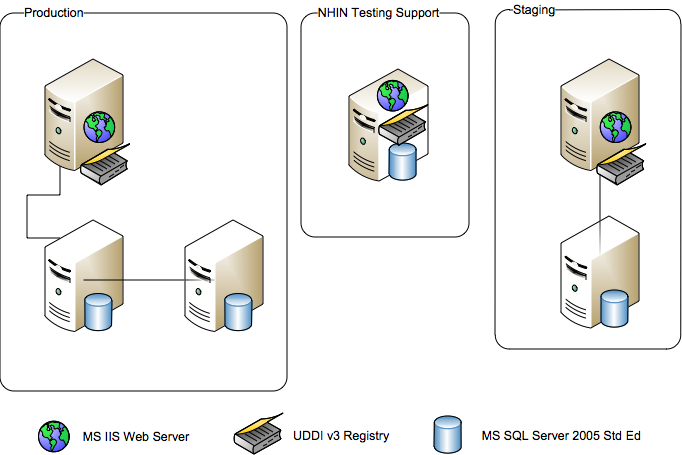 Production
NHIN Testing Support
Staging
MS IIS Web Server
UDDI v3 Registry
MS SQL Server 2005 Std Ed